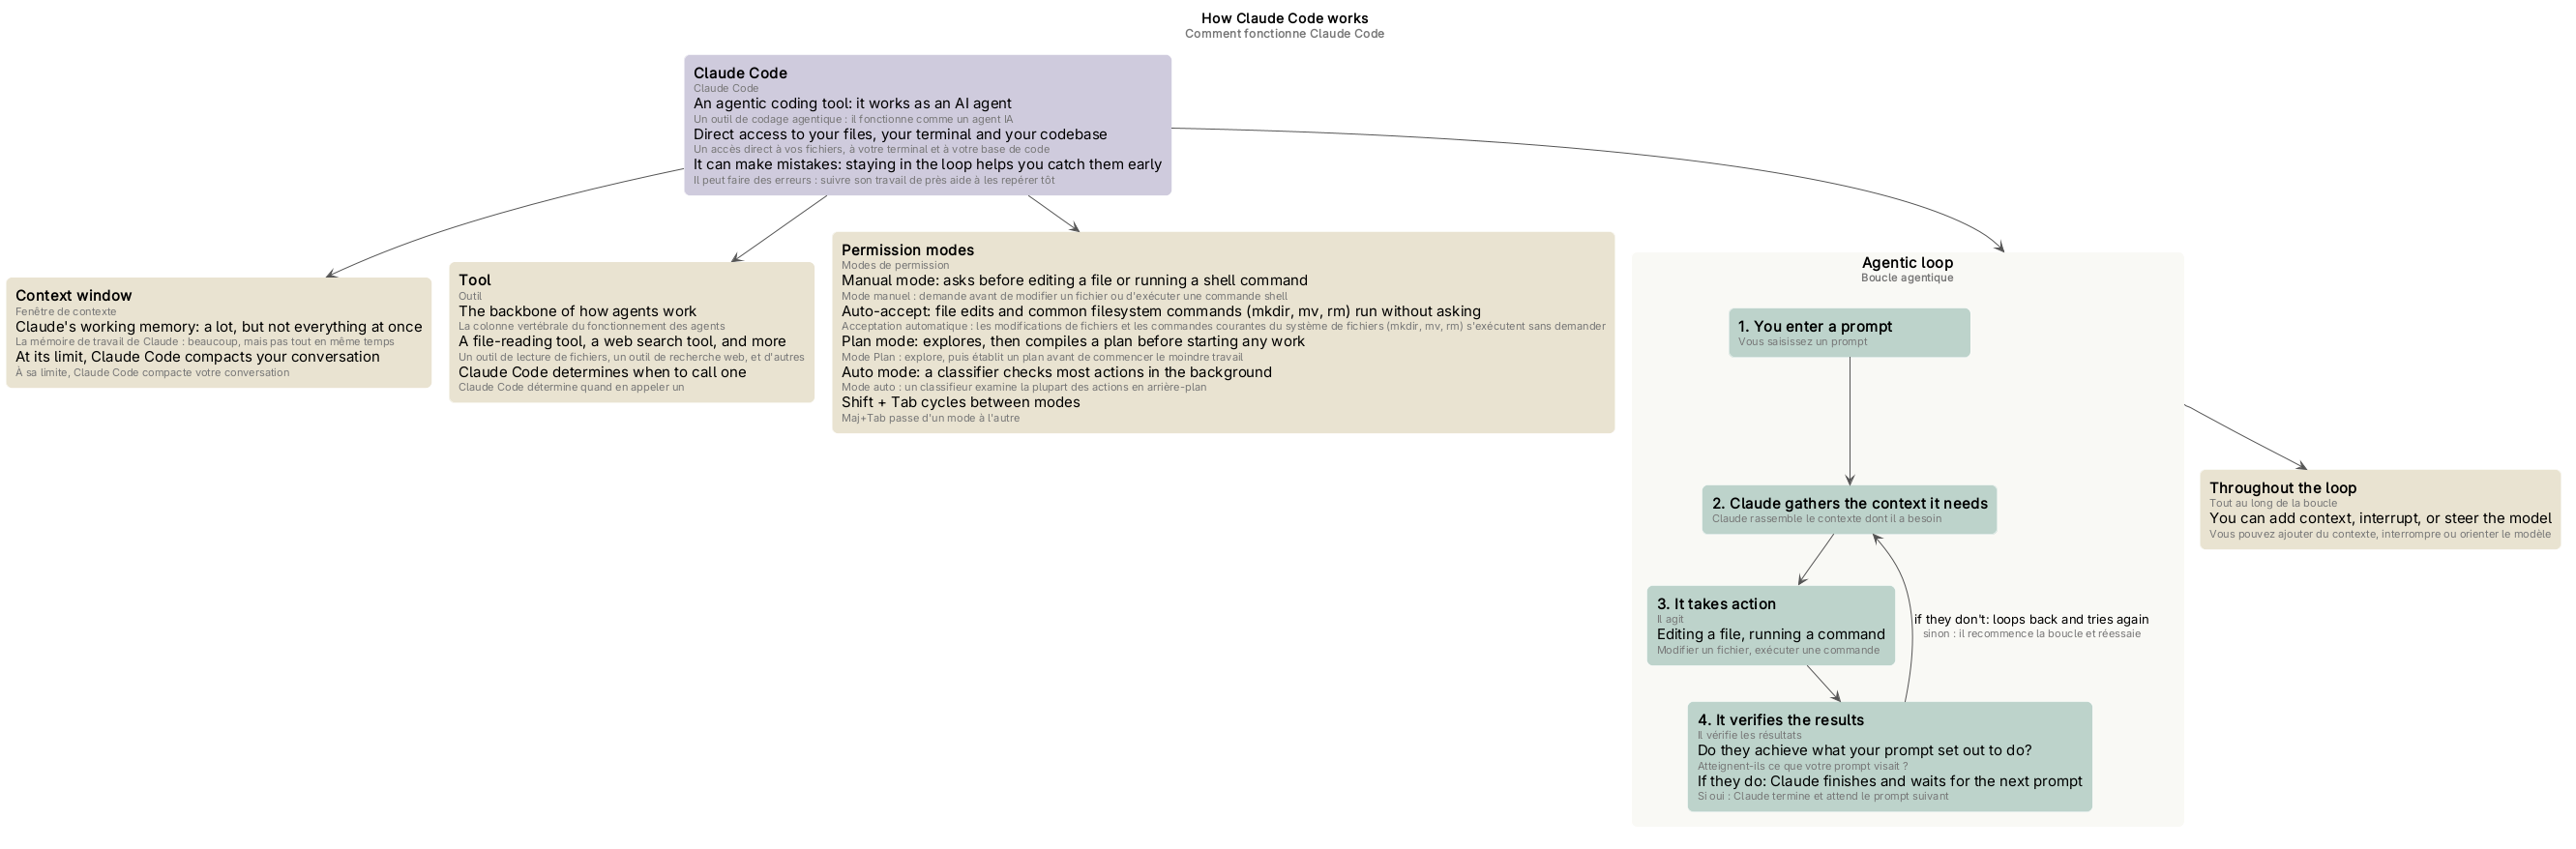 How Claude Code works
Comment fonctionne Claude Code
Claude Code
Claude Code
An agentic coding tool: it works as an AI agent
Un outil de codage agentique : il fonctionne comme un agent IA
Direct access to your files, your terminal and your codebase
Un accès direct à vos fichiers, à votre terminal et à votre base de code
It can make mistakes: staying in the loop helps you catch them early
Il peut faire des erreurs : suivre son travail de près aide à les repérer tôt
Context window
Fenêtre de contexte
Claude's working memory: a lot, but not everything at once
La mémoire de travail de Claude : beaucoup, mais pas tout en même temps
At its limit, Claude Code compacts your conversation
À sa limite, Claude Code compacte votre conversation
Tool
Outil
The backbone of how agents work
La colonne vertébrale du fonctionnement des agents
A file-reading tool, a web search tool, and more
Un outil de lecture de fichiers, un outil de recherche web, et d'autres
Claude Code determines when to call one
Claude Code détermine quand en appeler un
Permission modes
Modes de permission
Manual mode: asks before editing a file or running a shell command
Mode manuel : demande avant de modifier un fichier ou d'exécuter une commande shell
Auto-accept: file edits and common filesystem commands (mkdir, mv, rm) run without asking
Acceptation automatique : les modifications de fichiers et les commandes courantes du système de fichiers (mkdir, mv, rm) s'exécutent sans demander
Plan mode: explores, then compiles a plan before starting any work
Mode Plan : explore, puis établit un plan avant de commencer le moindre travail
Auto mode: a classifier checks most actions in the background
Mode auto : un classifieur examine la plupart des actions en arrière-plan
Shift + Tab cycles between modes
Maj+Tab passe d'un mode à l'autre
Agentic loop
Boucle agentique
1. You enter a prompt
Vous saisissez un prompt
2. Claude gathers the context it needs
Claude rassemble le contexte dont il a besoin
3. It takes action
Il agit
Editing a file, running a command
Modifier un fichier, exécuter une commande
if they don't: loops back and tries again
sinon : il recommence la boucle et réessaie
4. It verifies the results
Il vérifie les résultats
Do they achieve what your prompt set out to do?
Atteignent-ils ce que votre prompt visait ?
If they do: Claude finishes and waits for the next prompt
Si oui : Claude termine et attend le prompt suivant
Throughout the loop
Tout au long de la boucle
You can add context, interrupt, or steer the model
Vous pouvez ajouter du contexte, interrompre ou orienter le modèle